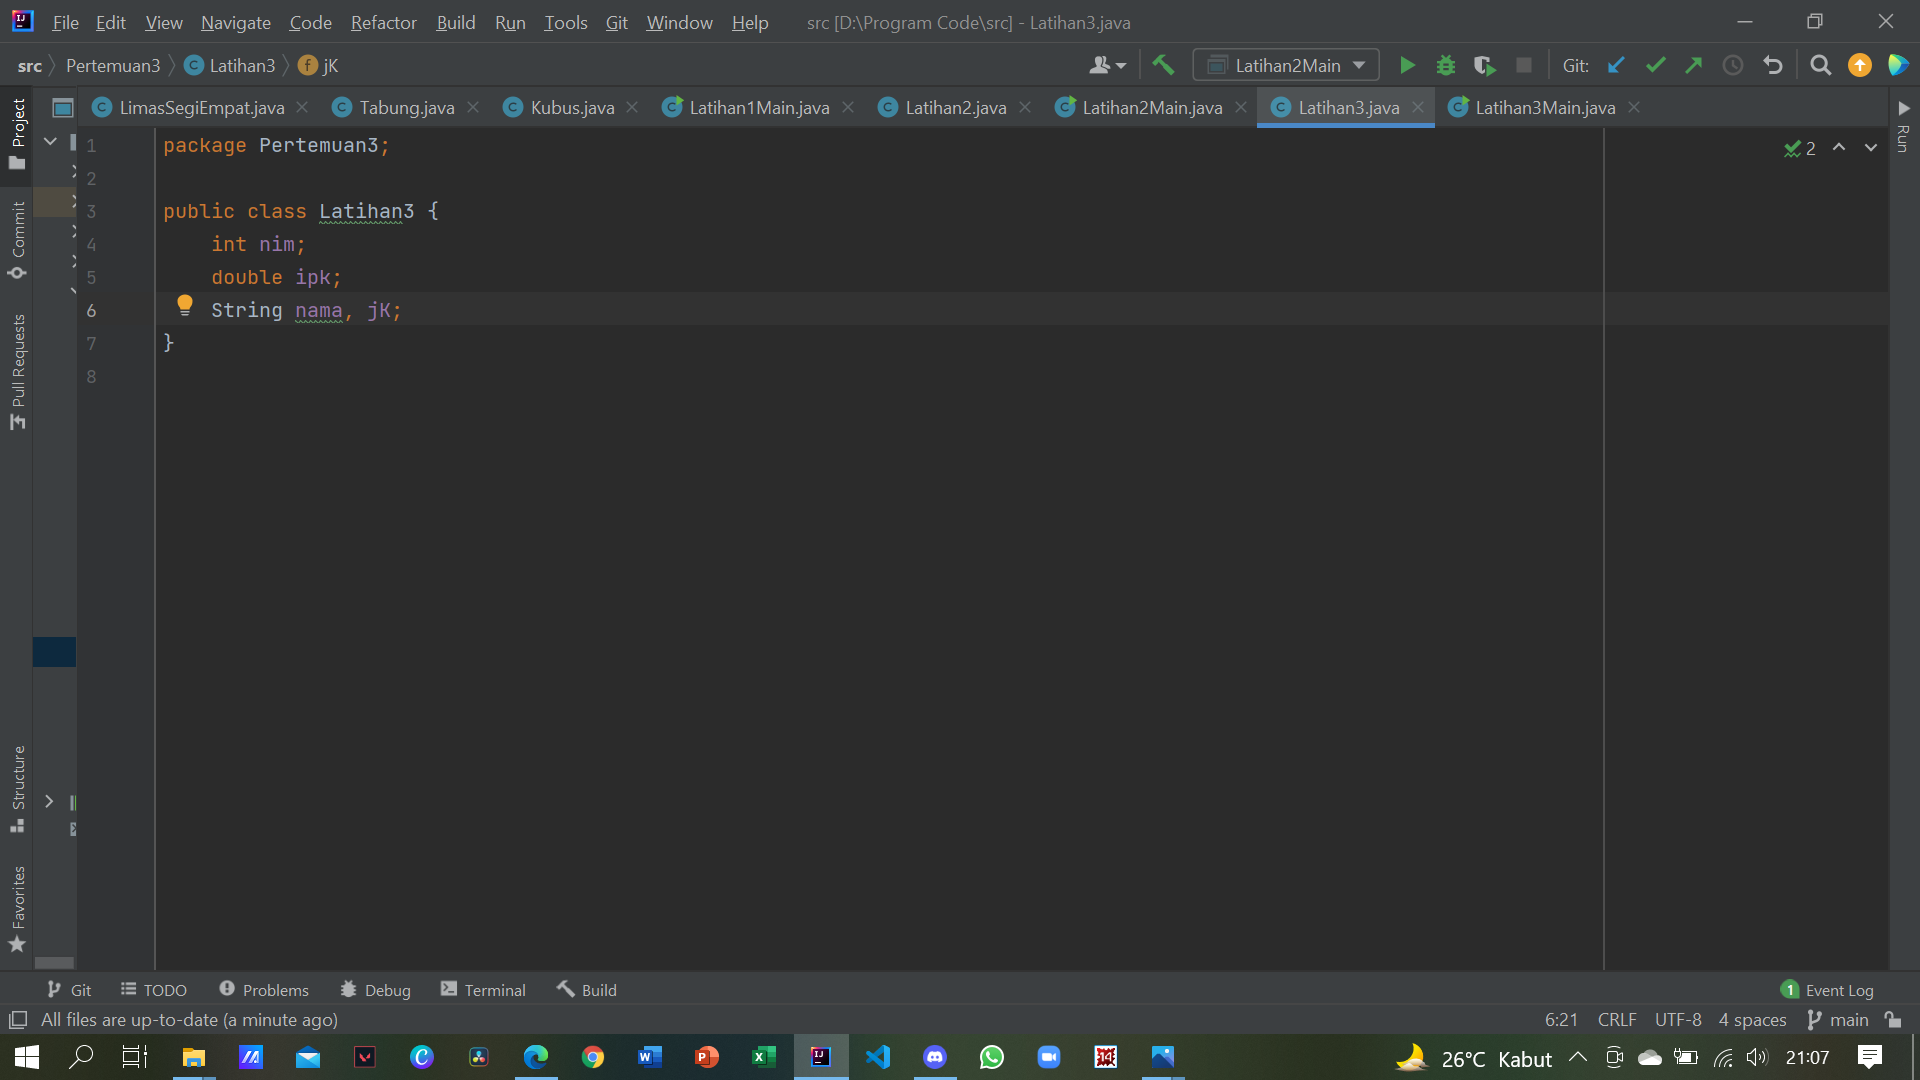 File Edit View Navigate Code Refactor Build Run Tools Git Window Help src [D:\Program Code\src] - Latihan3.java
src Pertemuan3 Latihan3 jK Latihan2Main Git:
LimasSegiEmpat.java Tabung.java Kubus.java Latihan1Main.java Latihan2.java Latihan2Main.java Latihan3.java Latihan3Main.java
Project
Commit
Pull Requests
Structure
Favorites
Run
2
1 package Pertemuan3;
2
3 public class Latihan3 {
4 int nim;
5 double ipk;
6 String nama, jK;
7 }
8
Git TODO Problems Debug Terminal Build 1 Event Log
All files are up-to-date (a minute ago) 6:21 CRLF UTF-8 4 spaces main
26°C Kabut 21:07